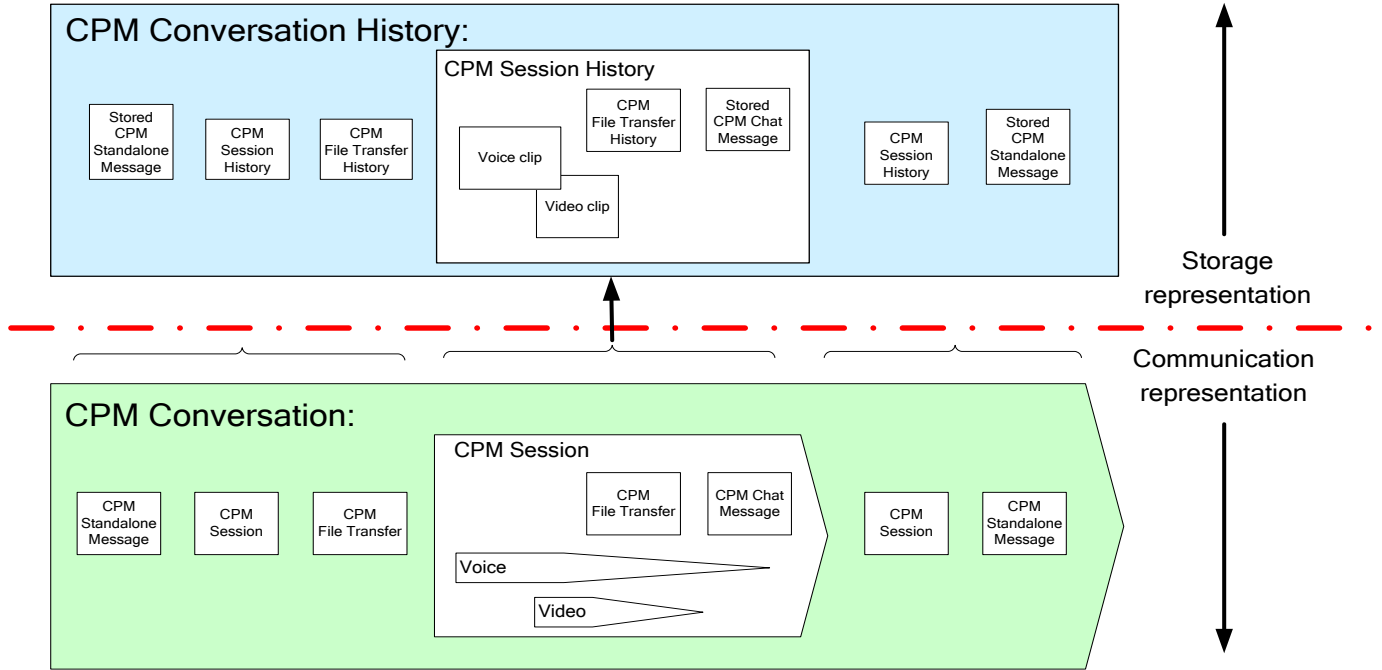 CPM Conversation History:
CPM Session History
Stored
CPM
Standalone
Message
CPM
Session
History
CPM
File Transfer
History
Voice clip
Video clip
CPM
File Transfer
History
Stored
CPM Chat
Message
CPM
Session
History
Stored
CPM
Standalone
Message
Storage
representation
Communication
representation
CPM Conversation:
CPM Session
CPM
Standalone
Message
CPM
Session
CPM
File Transfer
CPM
File Transfer
CPM Chat
Message
Voice
Video
CPM
Session
CPM
Standalone
Message